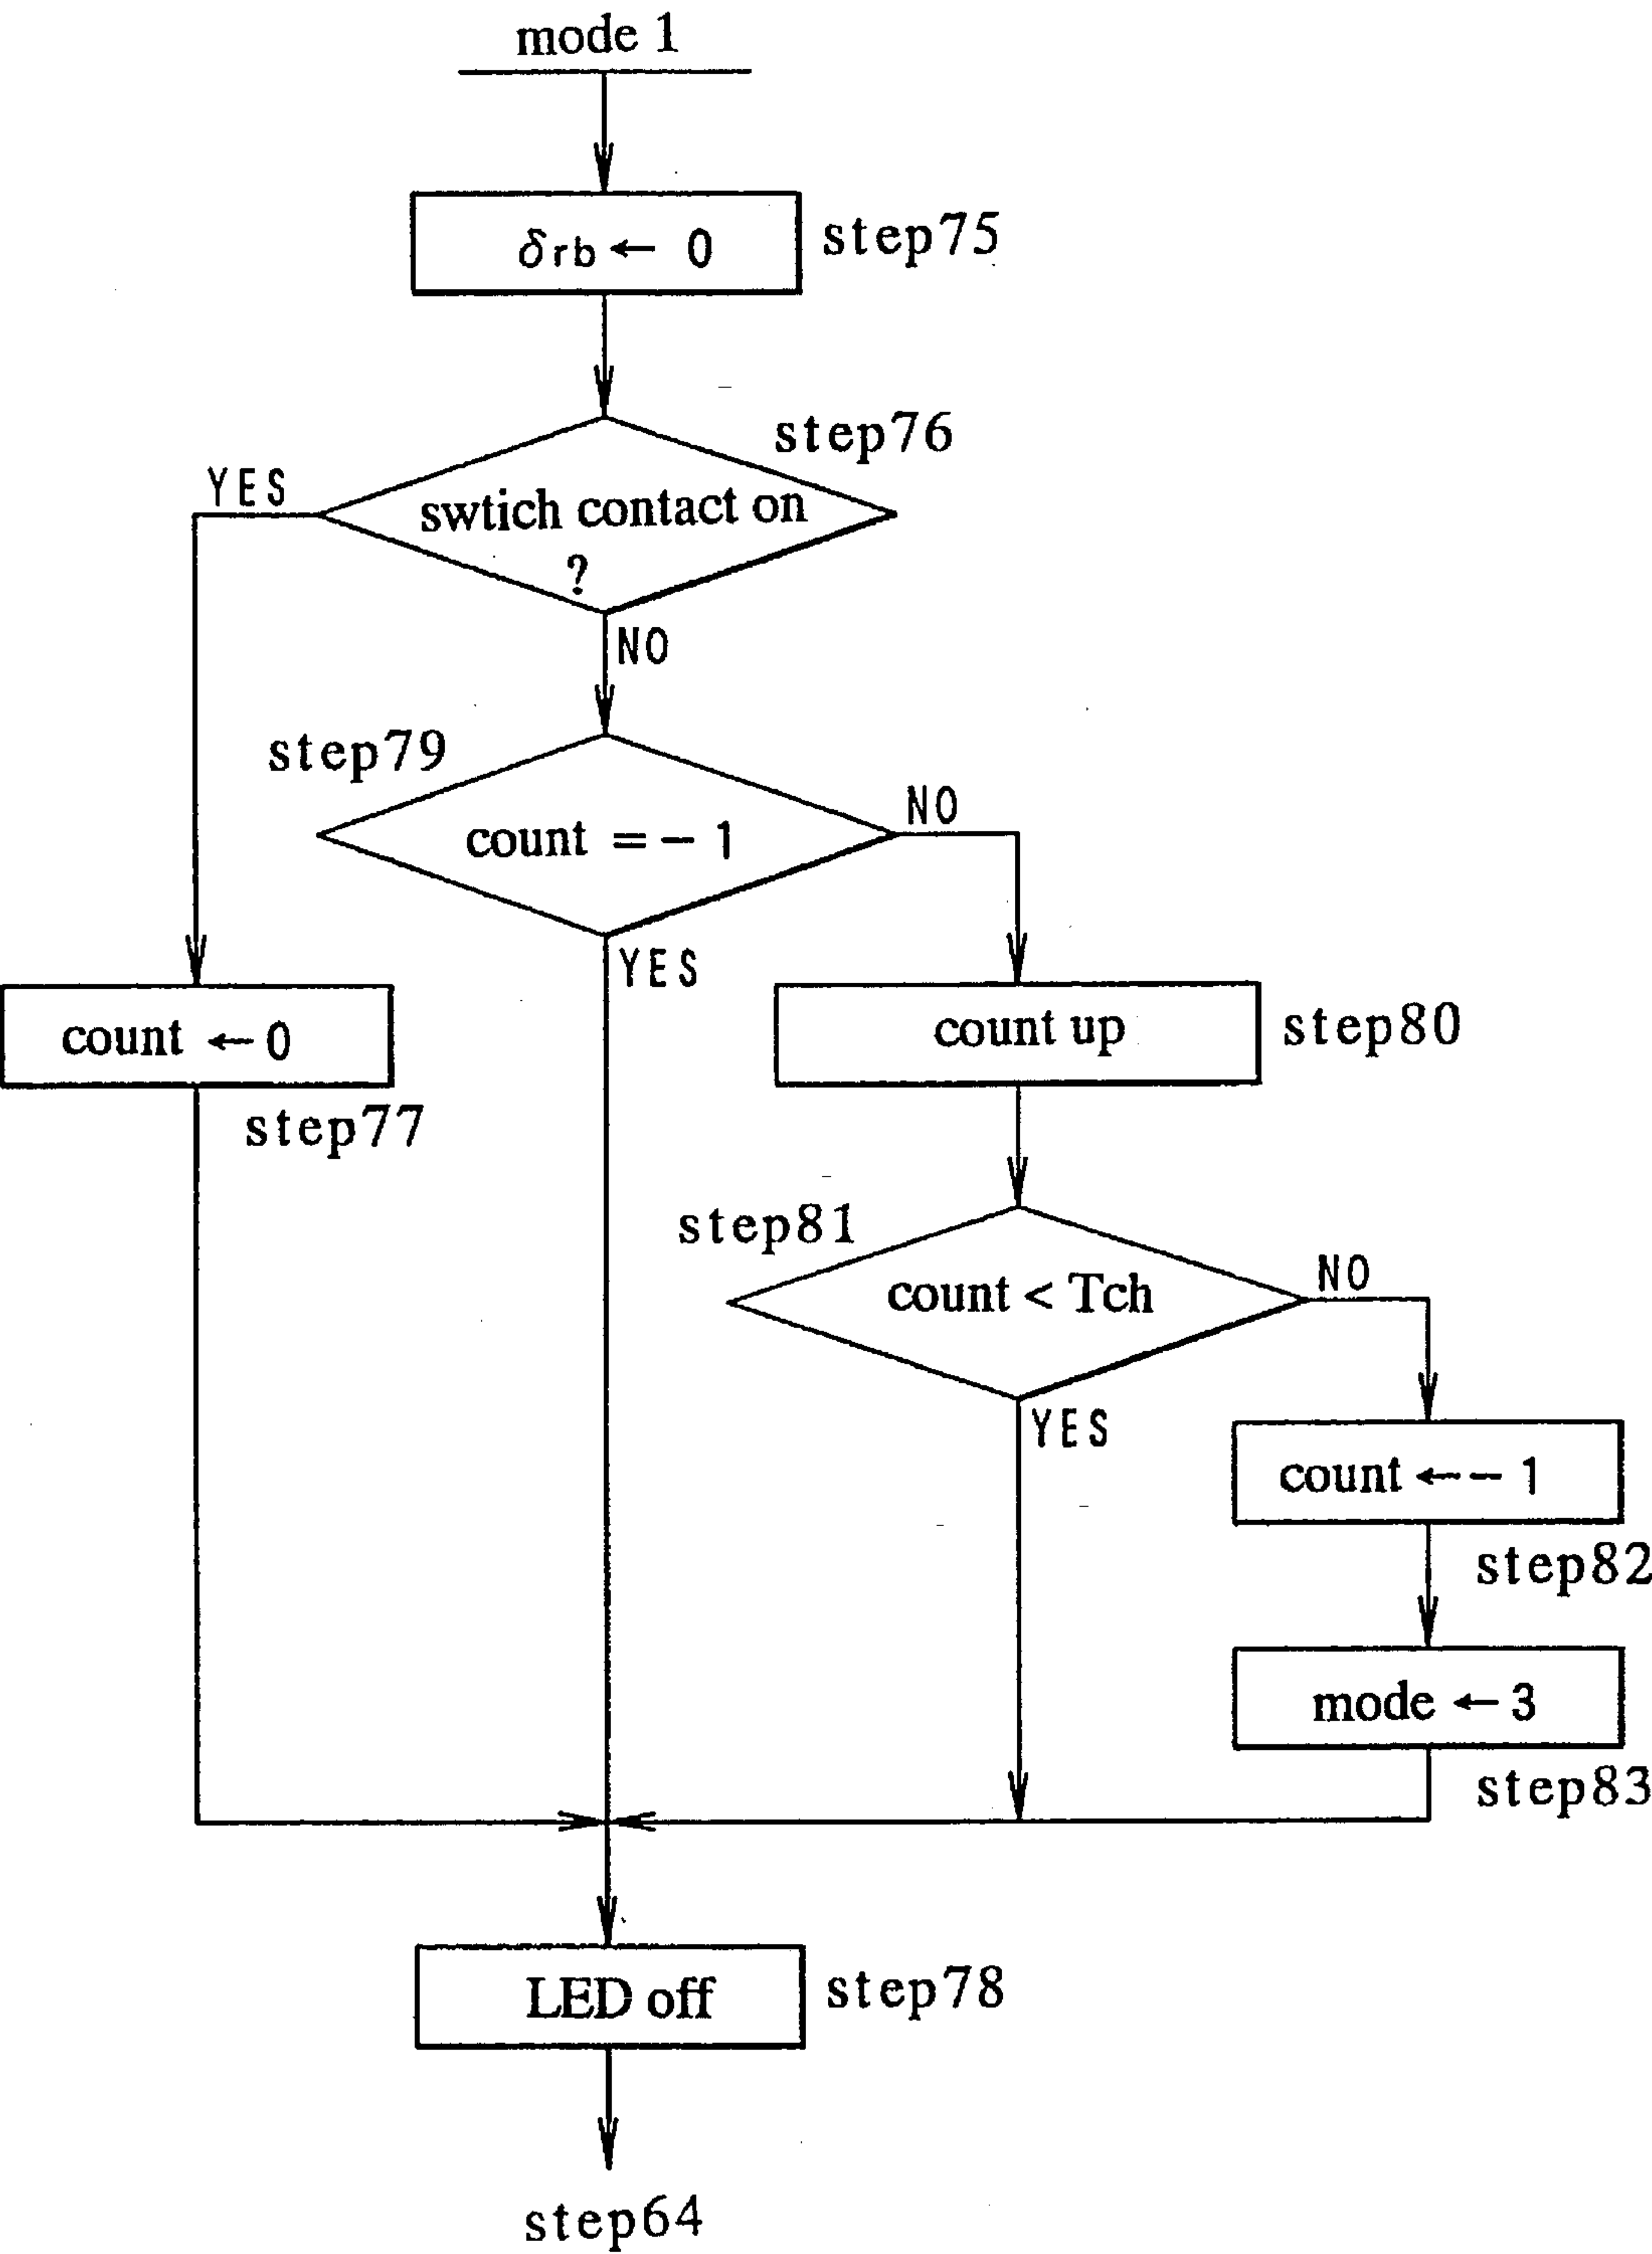 mode 1
δrb ← 0
step75
step76
YES
swtich contact on
?
NO
step79
count = - 1
NO
YES
count ← 0
step77
count up
step80
step81
count < Tch
NO
YES
count ← - 1
step82
mode ← 3
step83
LED off
step78
step64